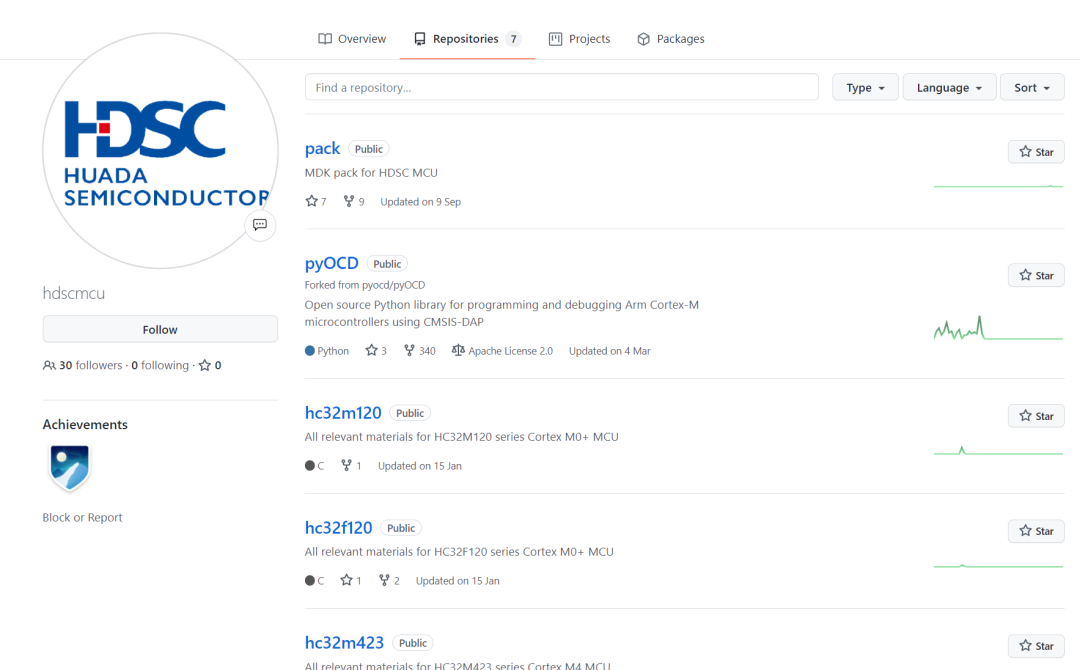 Overview
Repositories 7
Projects
Packages
HDSC
HUADA
SEMICONDUCTOR
hdscmcu
Follow
30 followers · 0 following · 0
Achievements
Block or Report
Find a repository...
Type
Language
Sort
pack Public
Star
MDK pack for HDSC MCU
7 9 Updated on 9 Sep
pyOCD Public
Star
Forked from pyocd/pyOCD
Open source Python library for programming and debugging Arm Cortex-M
microcontrollers using CMSIS-DAP
Python 3 340 Apache License 2.0 Updated on 4 Mar
hc32m120 Public
Star
All relevant materials for HC32M120 series Cortex M0+ MCU
C 1 Updated on 15 Jan
hc32f120 Public
Star
All relevant materials for HC32F120 series Cortex M0+ MCU
C 1 2 Updated on 15 Jan
hc32m423 Public
Star
All relevant materials for HC32M423 series Cortex M4 MCU